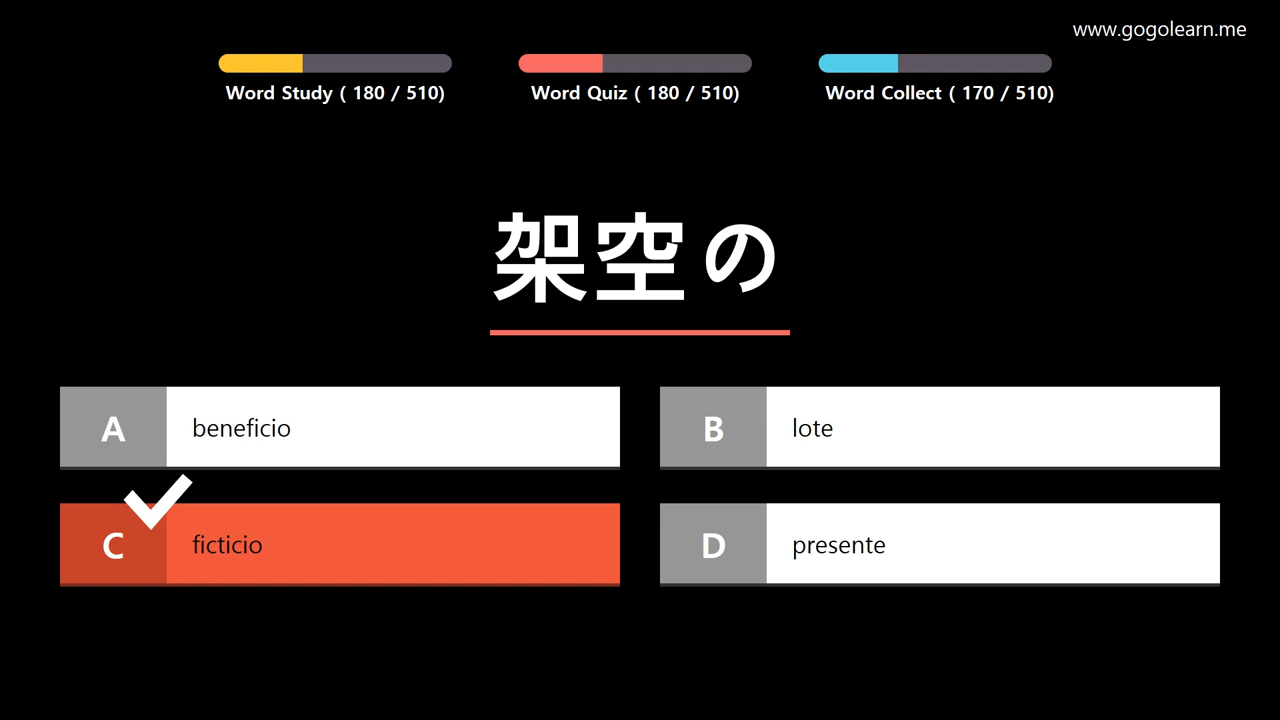 www.gogolearn.me
Word Study ( 180 / 510)
Word Quiz ( 180 / 510)
Word Collect ( 170 / 510)
架空の
A beneficio
B lote
C ficticio
D presente